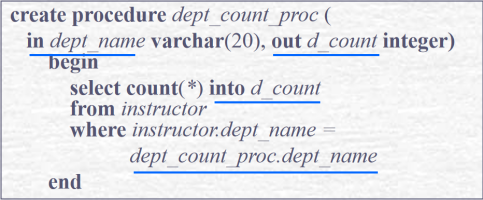 create procedure dept_count_proc (
in dept_name varchar(20), out d_count integer)
begin
select count(*) into d_count
from instructor
where instructor.dept_name =
dept_count_proc.dept_name
end